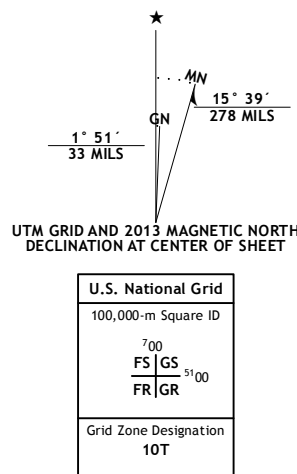 ★
MN
GN
15° 39´
278 MILS
1° 51´
33 MILS
UTM GRID AND 2013 MAGNETIC NORTH
DECLINATION AT CENTER OF SHEET
U.S. National Grid
100,000-m Square ID
⁷00
FS GS
⁵¹00
FR GR
Grid Zone Designation
10T